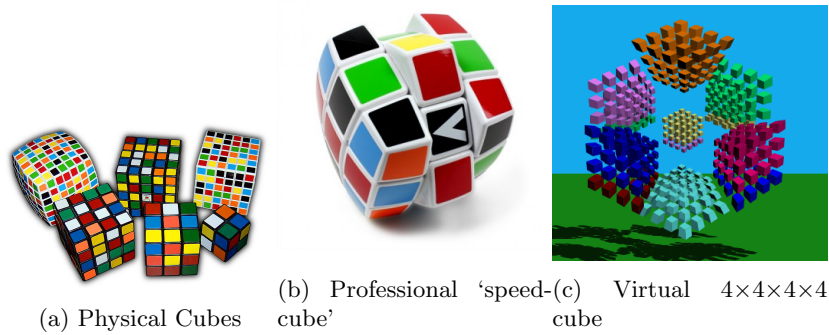 (a) Physical Cubes
(b) Professional ‘speed-
cube’
(c) Virtual 4×4×4×4
cube